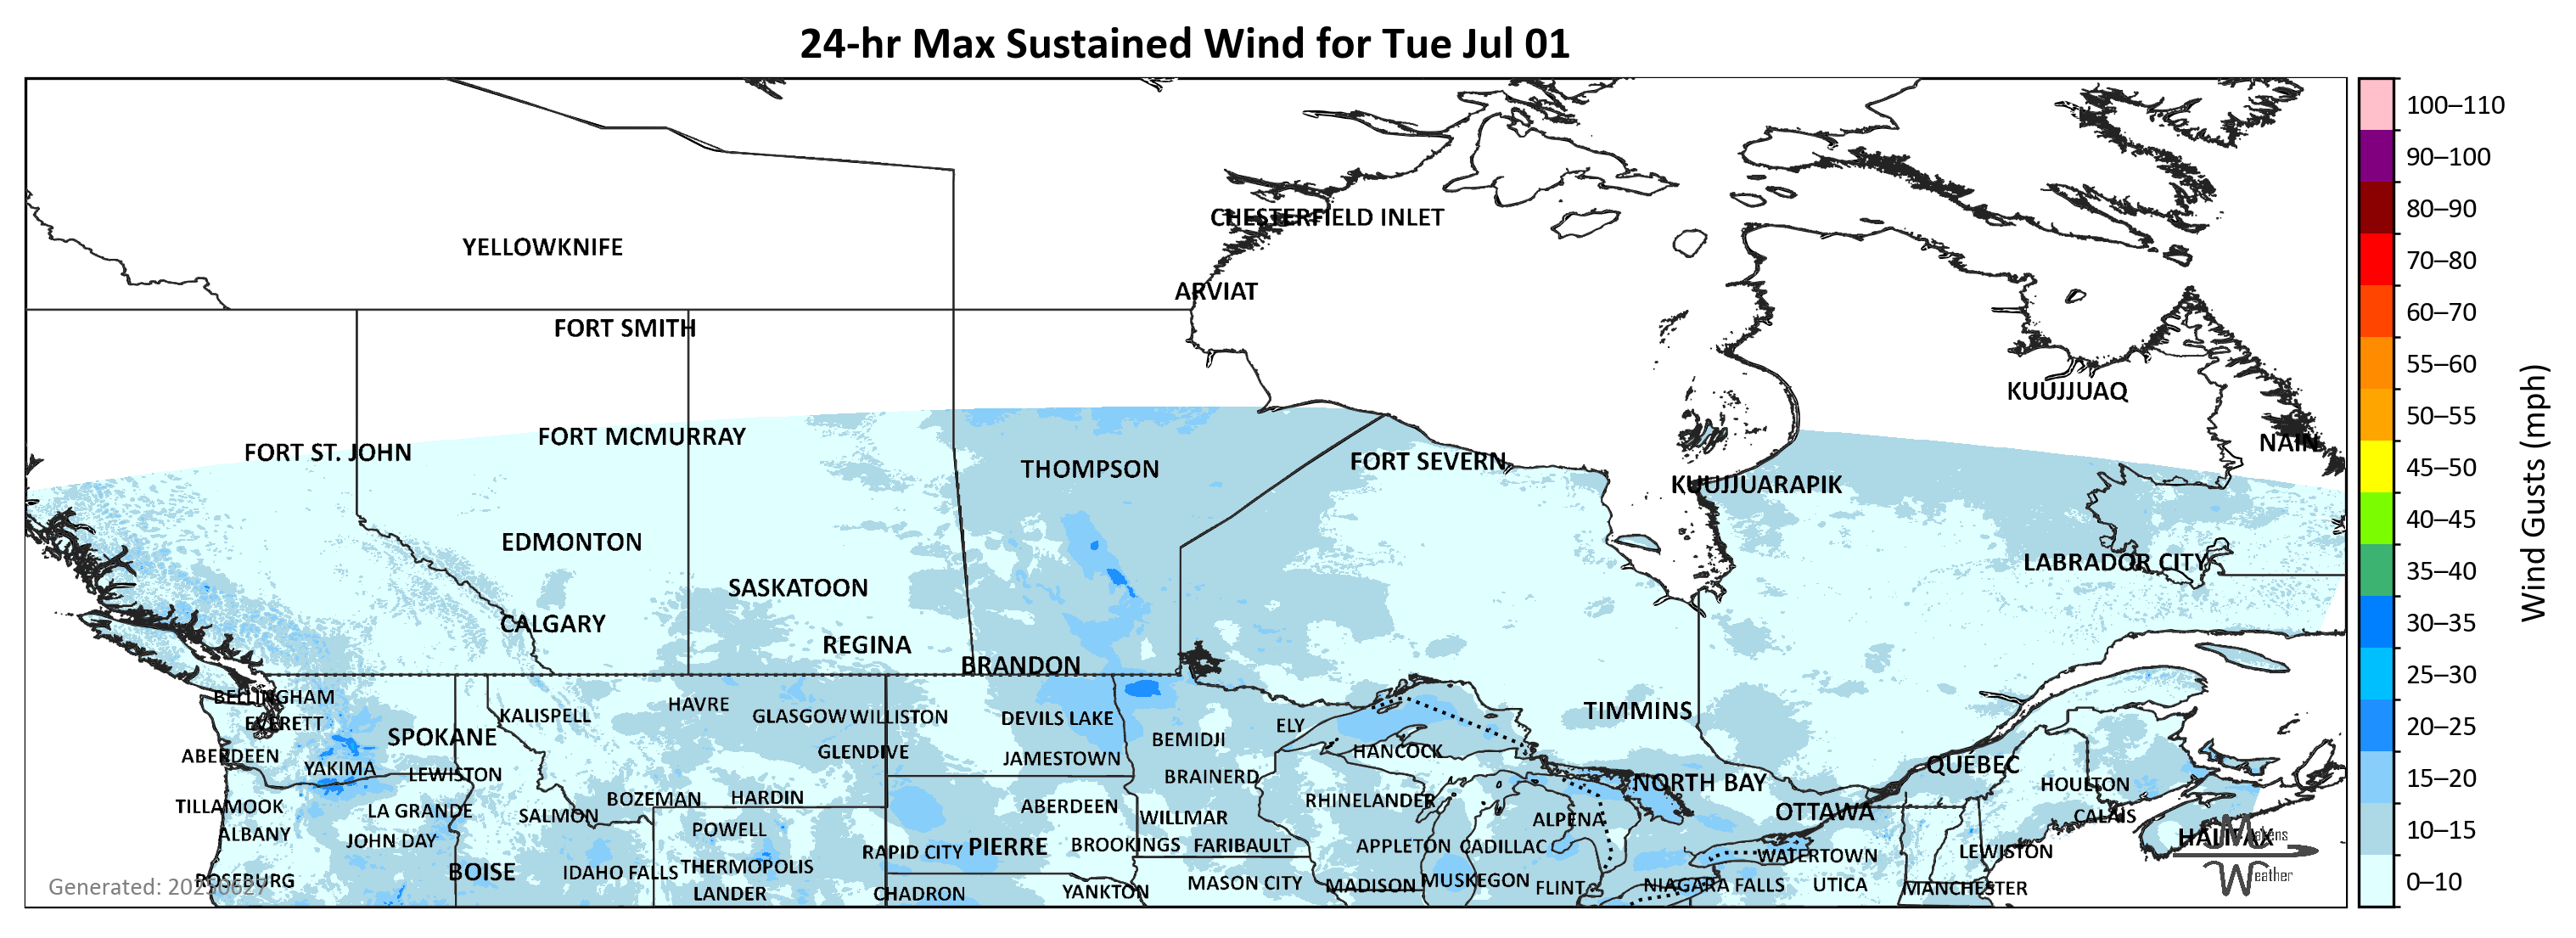 24-hr Max Sustained Wind for Tue Jul 01
100–110
90–100
80–90
70–80
60–70
55–60
50–55
45–50
40–45
35–40
30–35
25–30
20–25
15–20
10–15
0–10
Wind Gusts (mph)
CHESTERFIELD INLET
YELLOWKNIFE
ARVIAT
FORT SMITH
KUUJJUAQ
FORT MCMURRAY
NAIN
FORT ST. JOHN
FORT SEVERN
THOMPSON
KUUJJUARAPIK
EDMONTON
LABRADOR CITY
SASKATOON
CALGARY
REGINA
BRANDON
BELLINGHAM
HAVRE
TIMMINS
KALISPELL
GLASGOW
WILLISTON
DEVILS LAKE
EVERETT
ELY
SPOKANE
BEMIDJI
HANCOCK
GLENDIVE
ABERDEEN
JAMESTOWN
QUÉBEC
YAKIMA
LEWISTON
BRAINERD
NORTH BAY
HOULTON
BOZEMAN
HARDIN
RHINELANDER
TILLAMOOK
ABERDEEN
LA GRANDE
OTTAWA
SALMON
WILLMAR
CALAIS
ALPENA
POWELL
ALBANY
HALIFAX
Makens
JOHN DAY
PIERRE
BROOKINGS
FARIBAULT
APPLETON
CADILLAC
RAPID CITY
LEWISTON
WATERTOWN
THERMOPOLIS
BOISE
IDAHO FALLS
Weather
ROSEBURG
MUSKEGON
MASON CITY
MADISON
NIAGARA FALLS
UTICA
Generated: 20250627
FLINT
MANCHESTER
LANDER
CHADRON
YANKTON